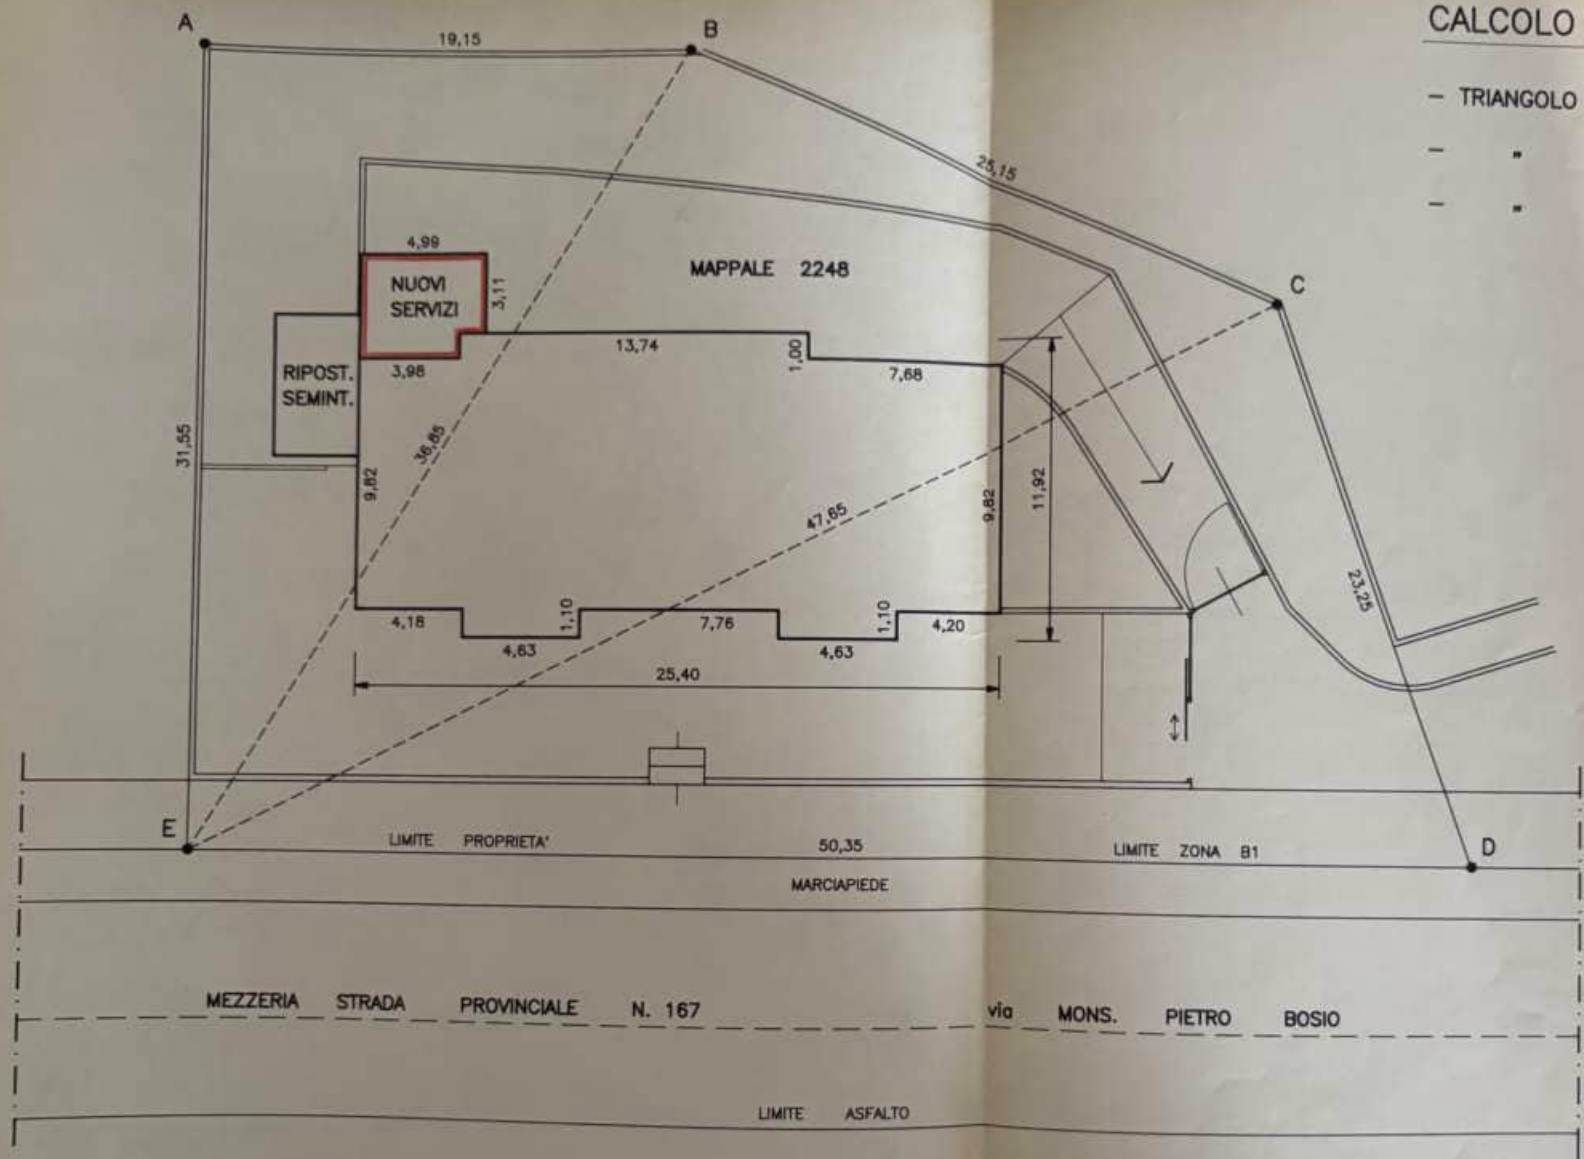 CALCOLO
A
19,15
B
– TRIANGOLO
– "
25,15
– "
4,99
NUOVI
SERVIZI
3,11
MAPPALE 2248
C
13,74
1,00
3,98
7,68
RIPOST.
SEMINT.
31,55
36,85
9,82
47,65
9,82
11,92
23,25
4,18
1,10
7,76
1,10
4,20
4,63
4,63
25,40
E
LIMITE PROPRIETA'
50,35
LIMITE ZONA B1
D
MARCIAPIEDE
MEZZERIA STRADA PROVINCIALE N. 167 via MONS. PIETRO BOSIO
LIMITE ASFALTO